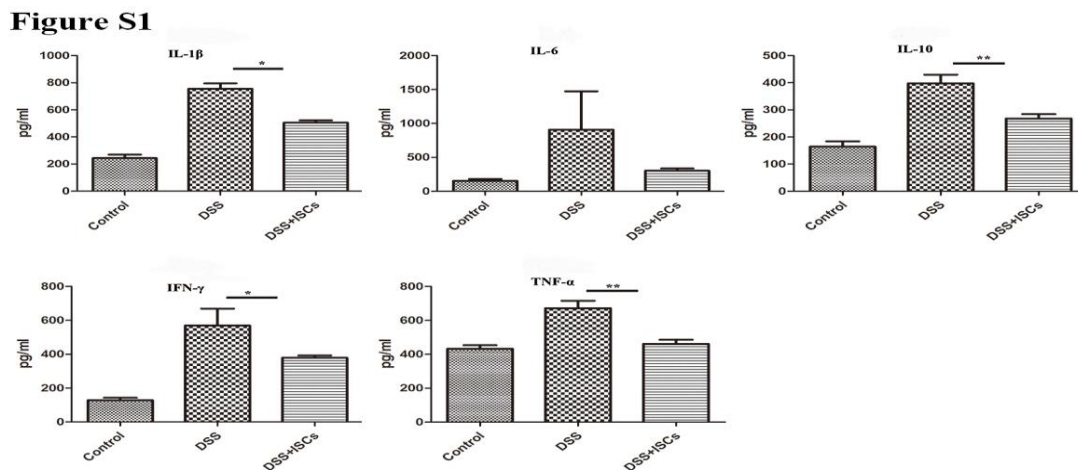 Figure S1
IL-1β
*
pg/ml
1000
800
600
400
200
0
Control
DSS
DSS+ISCs
IL-6
pg/ml
2000
1500
1000
500
0
Control
DSS
DSS+ISCs
IL-10
**
pg/ml
500
400
300
200
100
0
Control
DSS
DSS+ISCs
IFN-γ
*
pg/ml
800
600
400
200
0
Control
DSS
DSS+ISCs
TNF-α
**
pg/ml
800
600
400
200
0
Control
DSS
DSS+ISCs